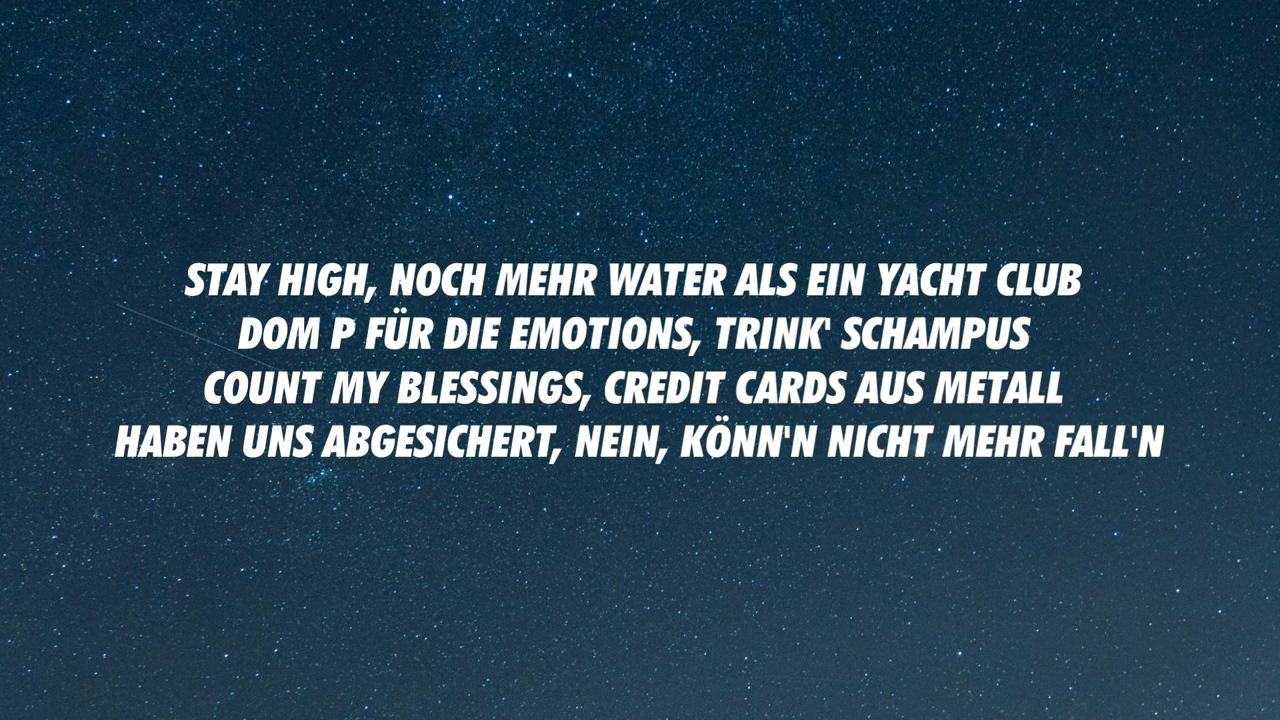 STAY HIGH, NOCH MEHR WATER ALS EIN YACHT CLUB
DOM P FÜR DIE EMOTIONS, TRINK' SCHAMPUS
COUNT MY BLESSINGS, CREDIT CARDS AUS METALL
HABEN UNS ABGESICHERT, NEIN, KÖNN'N NICHT MEHR FALL'N